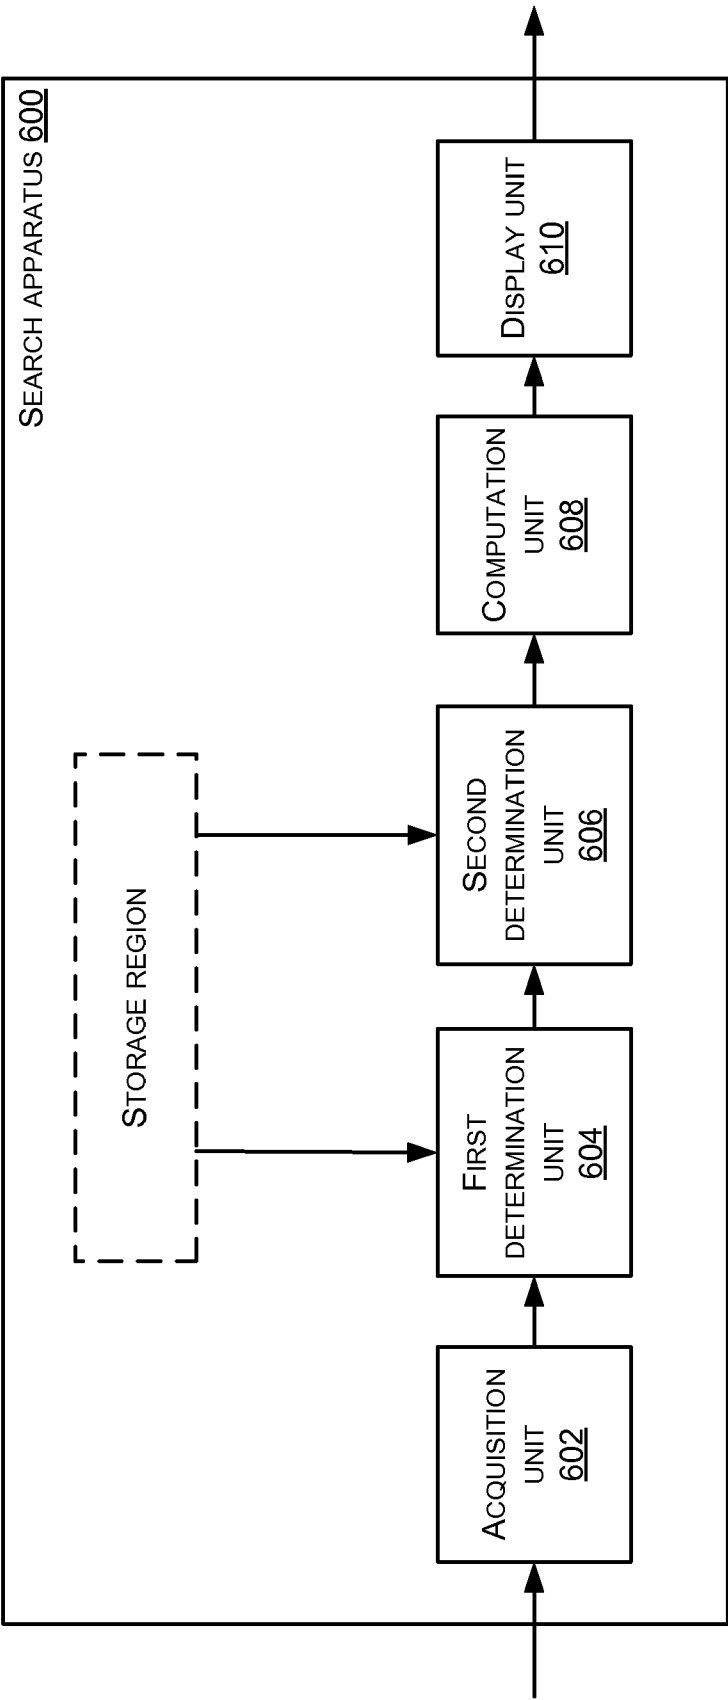 SEARCH APPARATUS 600
STORAGE REGION
ACQUISITION
UNIT
602
FIRST
DETERMINATION
UNIT
604
SECOND
DETERMINATION
UNIT
606
COMPUTATION
UNIT
608
DISPLAY UNIT
610